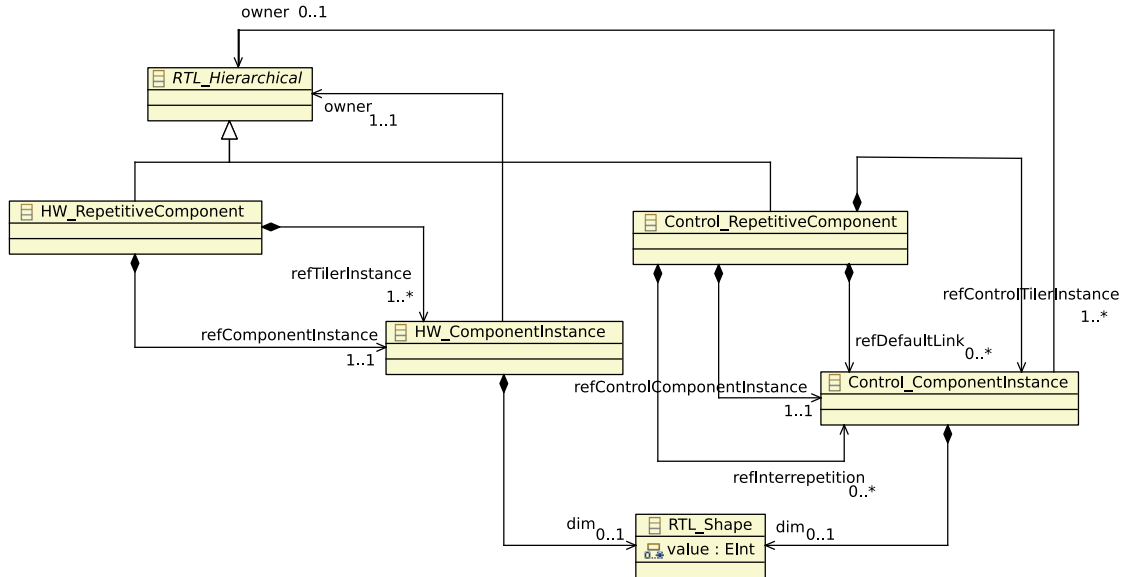 owner 0..1
RTL_Hierarchical
owner
1..1
HW_RepetitiveComponent
Control_RepetitiveComponent
refTilerInstance
1..*
refControlTilerInstance
1..*
refComponentInstance
1..1
HW_ComponentInstance
refDefaultLink
0..*
refControlComponentInstance
1..1
Control_ComponentInstance
refInterrepetition
0..*
dim
0..1
RTL_Shape
0..*
value : EInt
dim
0..1